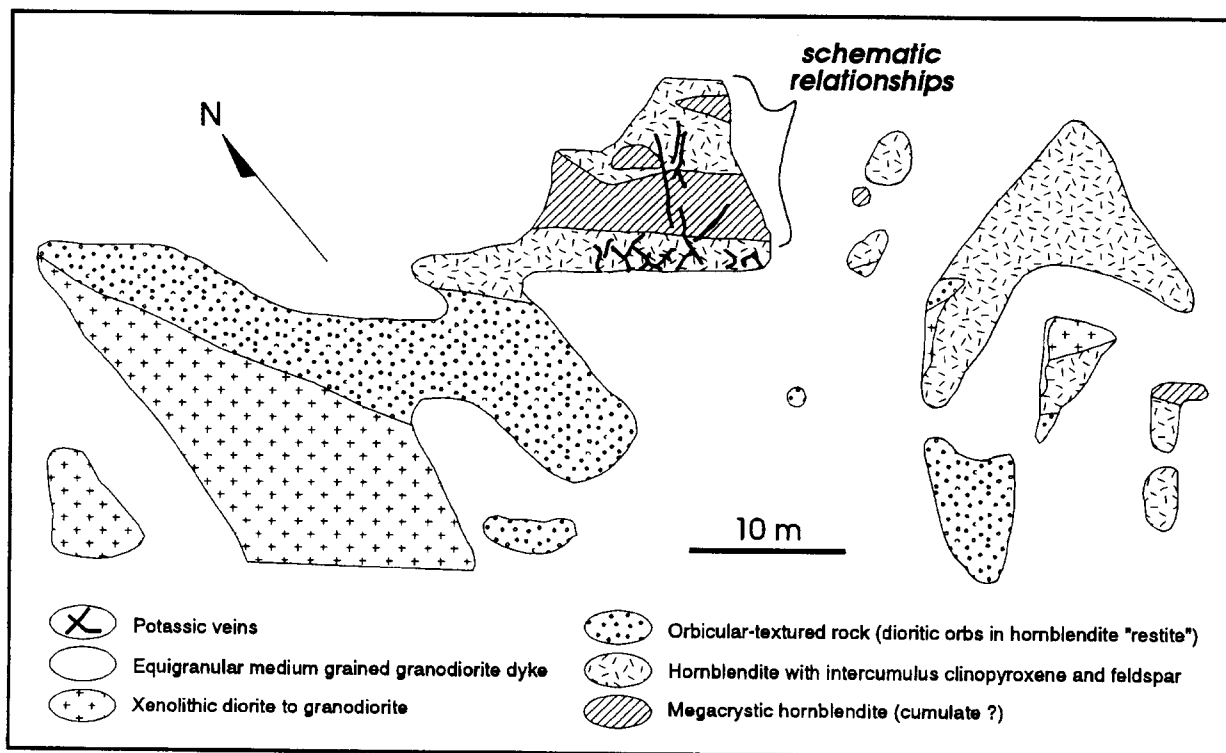 schematic
relationships
N
10 m
Potassic veins
Equigranular medium grained granodiorite dyke
Xenolithic diorite to granodiorite
Orbicular-textured rock (dioritic orbs in hornblendite "restite")
Hornblendite with intercumulus clinopyroxene and feldspar
Megacrystic hornblendite (cumulate ?)